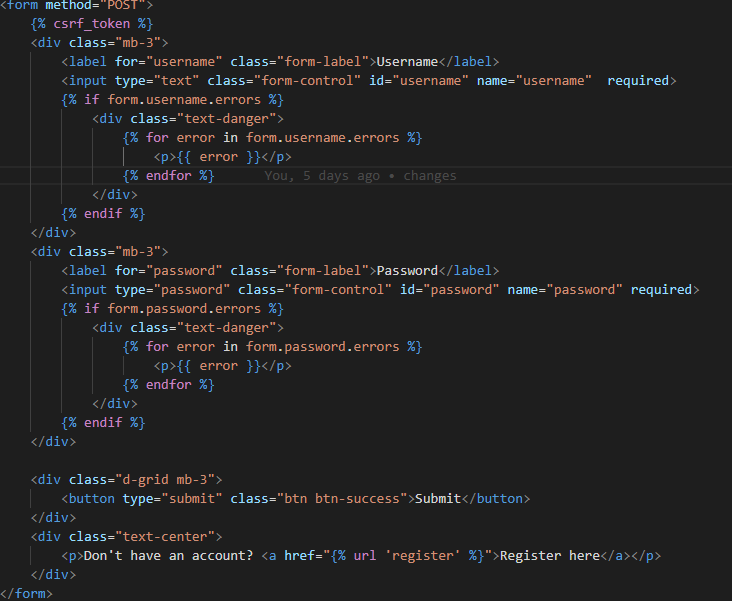 <form method="POST">
    {% csrf_token %}
    <div class="mb-3">
        <label for="username" class="form-label">Username</label>
        <input type="text" class="form-control" id="username" name="username"  required>
        {% if form.username.errors %}
            <div class="text-danger">
                {% for error in form.username.errors %}
                    <p>{{ error }}</p>
                {% endfor %}      You, 5 days ago • changes
            </div>
        {% endif %}
    </div>
    <div class="mb-3">
        <label for="password" class="form-label">Password</label>
        <input type="password" class="form-control" id="password" name="password" required>
        {% if form.password.errors %}
            <div class="text-danger">
                {% for error in form.password.errors %}
                    <p>{{ error }}</p>
                {% endfor %}
            </div>
        {% endif %}
    </div>

    <div class="d-grid mb-3">
        <button type="submit" class="btn btn-success">Submit</button>
    </div>
    <div class="text-center">
        <p>Don't have an account? <a href="{% url 'register' %}">Register here</a></p>
    </div>
</form>